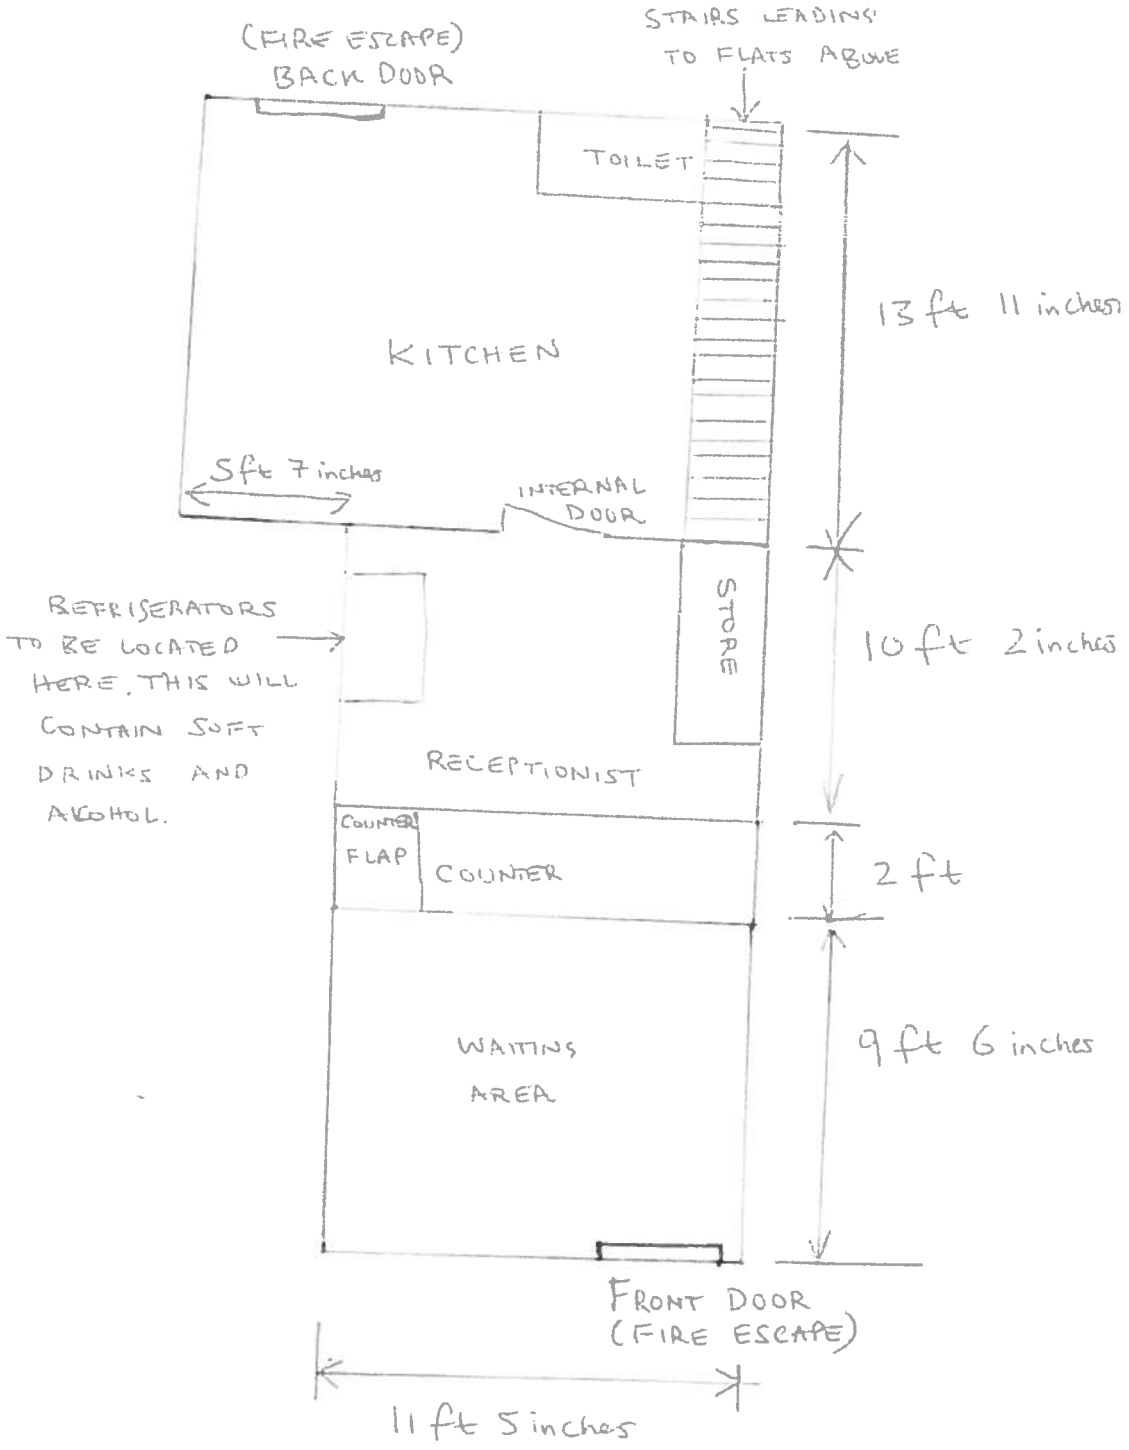 (FIRE ESCAPE)
BACK DOOR
STAIRS LEADING
TO FLATS ABOVE
TOILET
13 ft 11 inches
KITCHEN
5ft 7 inches
INTERNAL
DOOR
REFRIGERATORS
TO BE LOCATED
HERE. THIS WILL
CONTAIN SOFT
DRINKS AND
ALCOHOL.
STORE
10 ft 2 inches
RECEPTIONIST
COUNTER
FLAP
COUNTER
2 ft
WAITING
AREA
9 ft 6 inches
FRONT DOOR
(FIRE ESCAPE)
11 ft 5 inches